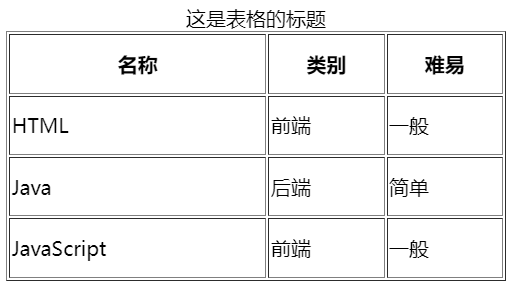 这是表格的标题
名称 类别 难易
HTML 前端 一般
Java 后端 简单
JavaScript 前端 一般